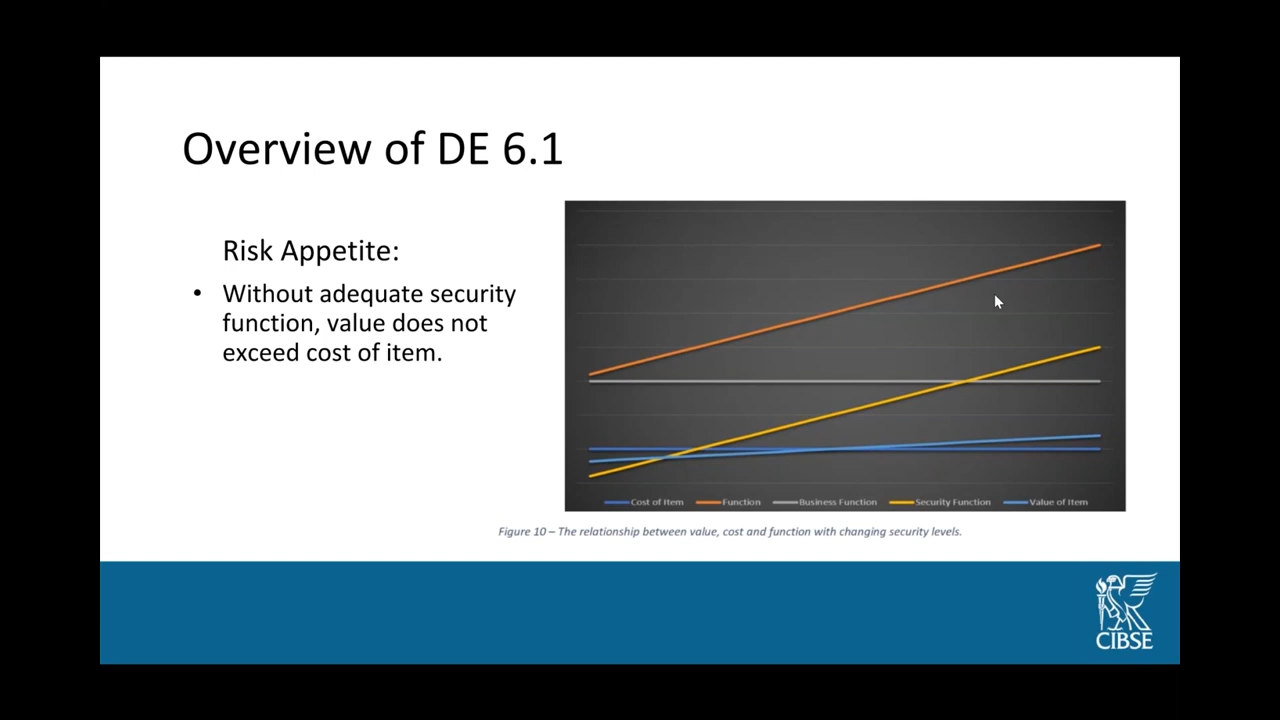 Overview of DE 6.1
Risk Appetite:
• Without adequate security
function, value does not
exceed cost of item.
Cost of Item Function Business Function Security Function Value of Item
Figure 10 – The relationship between value, cost and function with changing security levels.
CIBSE